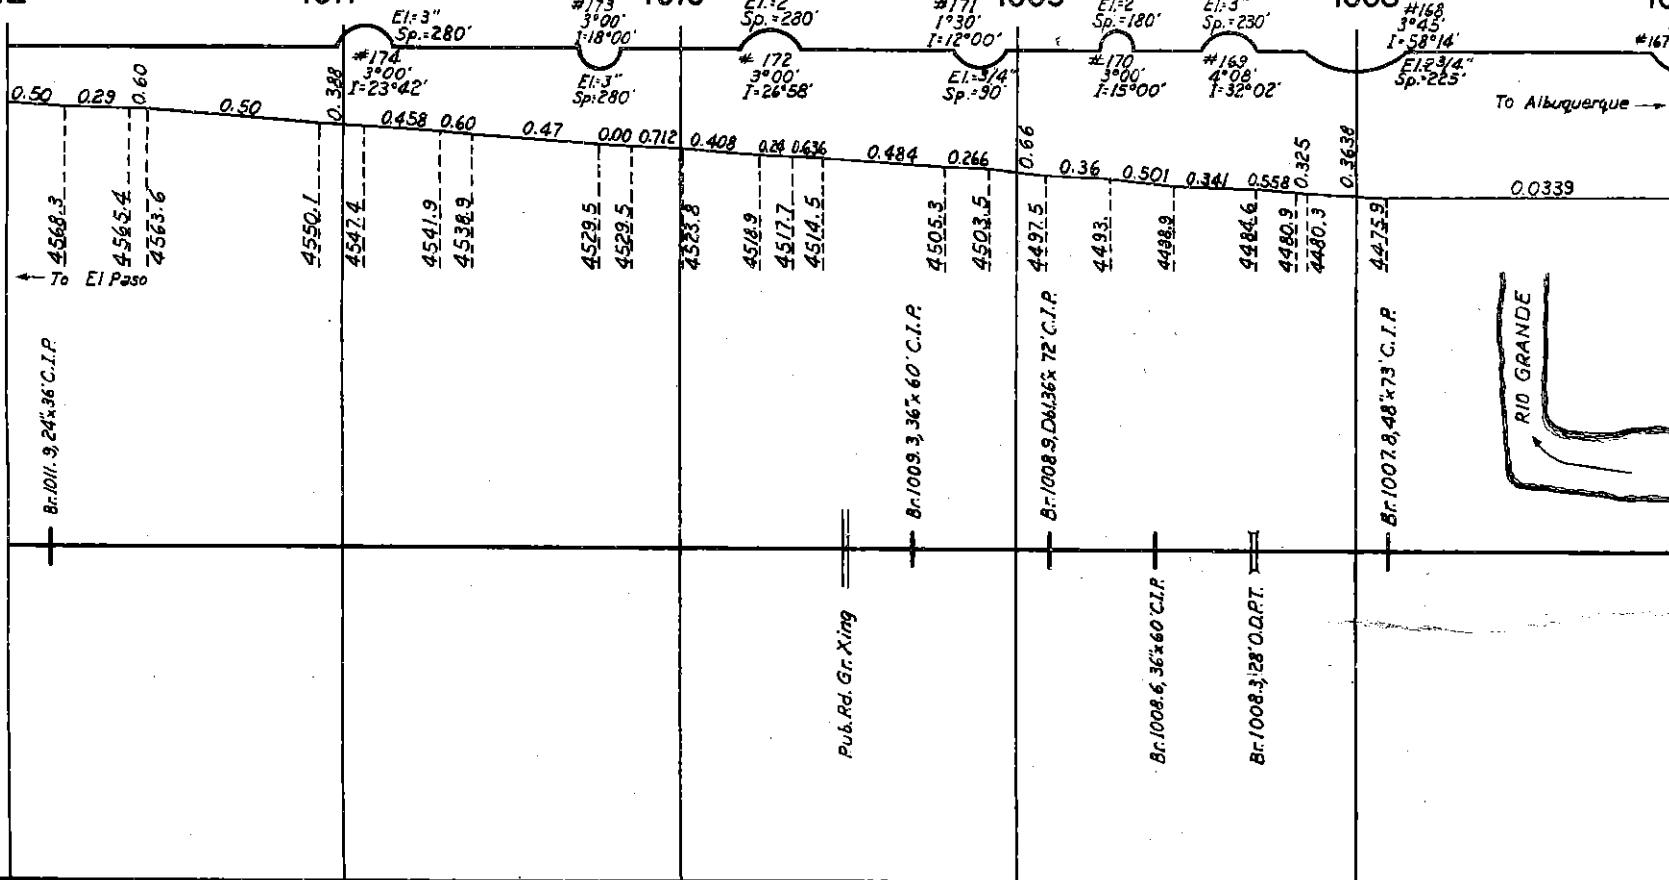 El.=3"
Sp.=280'
#174
3°00'
I=23°42'
#173
3°00'
I=18°00'
El.=3"
Sp.=280'
Sp.=280'
# 172
3°00'
I=26°58'
#171
1°30'
I=12°00'
El.=3/4"
Sp.=90'
El.=2"
Sp.=180'
#170
3°00'
I=15°00'
El.=3"
Sp.=230'
#169
4°08'
I=32°02'
1008
#168
3°45'
I=58°14'
El.=2 3/4"
Sp.=225'
#167
To Albuquerque
0.50
0.29
0.60
0.50
0.388
0.458
0.60
0.47
0.00
0.712
0.408
0.24
0.636
0.484
0.266
0.66
0.36
0.501
0.341
0.558
0.325
0.3638
0.0339
4568.3
4565.4
4563.6
4550.1
4547.4
4541.9
4538.9
4529.5
4529.5
4523.8
4518.9
4517.7
4514.5
4505.3
4503.5
4497.5
4493.
4488.9
4484.6
4480.9
4480.3
4475.9
To El Paso
RIO GRANDE
Br. 1011.9, 24"x36' C.I.P.
Br. 1009.3, 36"x 60' C.I.P.
Br. 1008.9, Dbl. 36"x 72' C.I.P.
Br. 1007.8, 48"x73' C.I.P.
Pub. Rd. Gr. Xing
Br. 1008.6, 36"x60' C.I.P.
Br. 1008.3, 28' O.D.P.T.